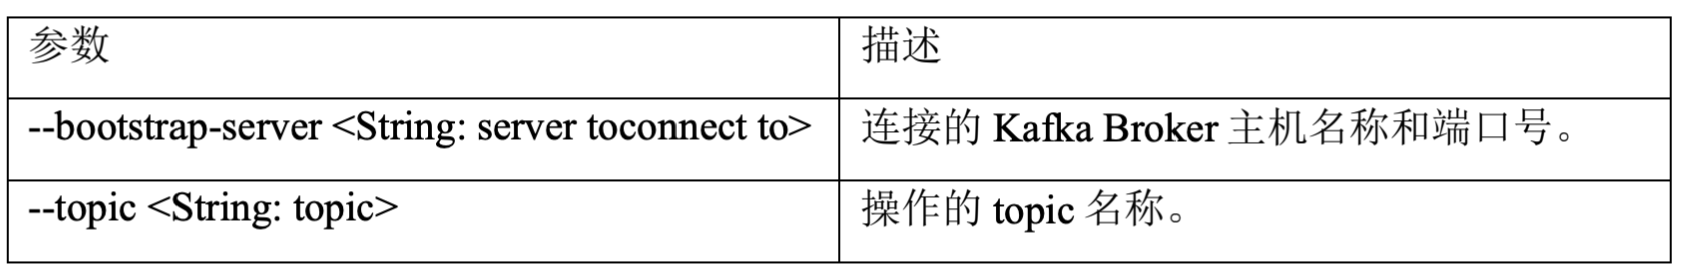 参数 描述
--bootstrap-server <String: server toconnect to> 连接的 Kafka Broker 主机名称和端口号。
--topic <String: topic> 操作的 topic 名称。